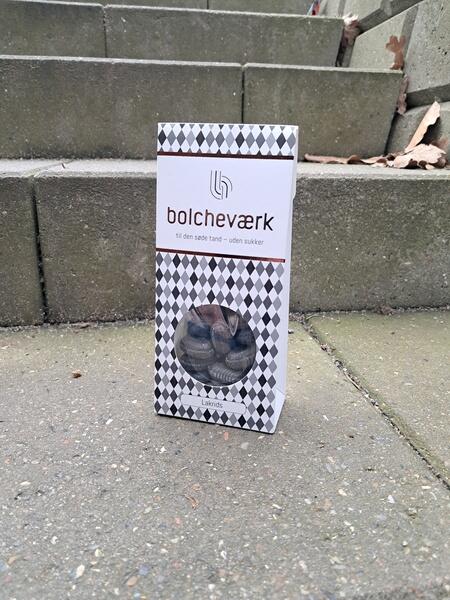 bolcheværk
til den søde tand – uden sukker
Lakrids